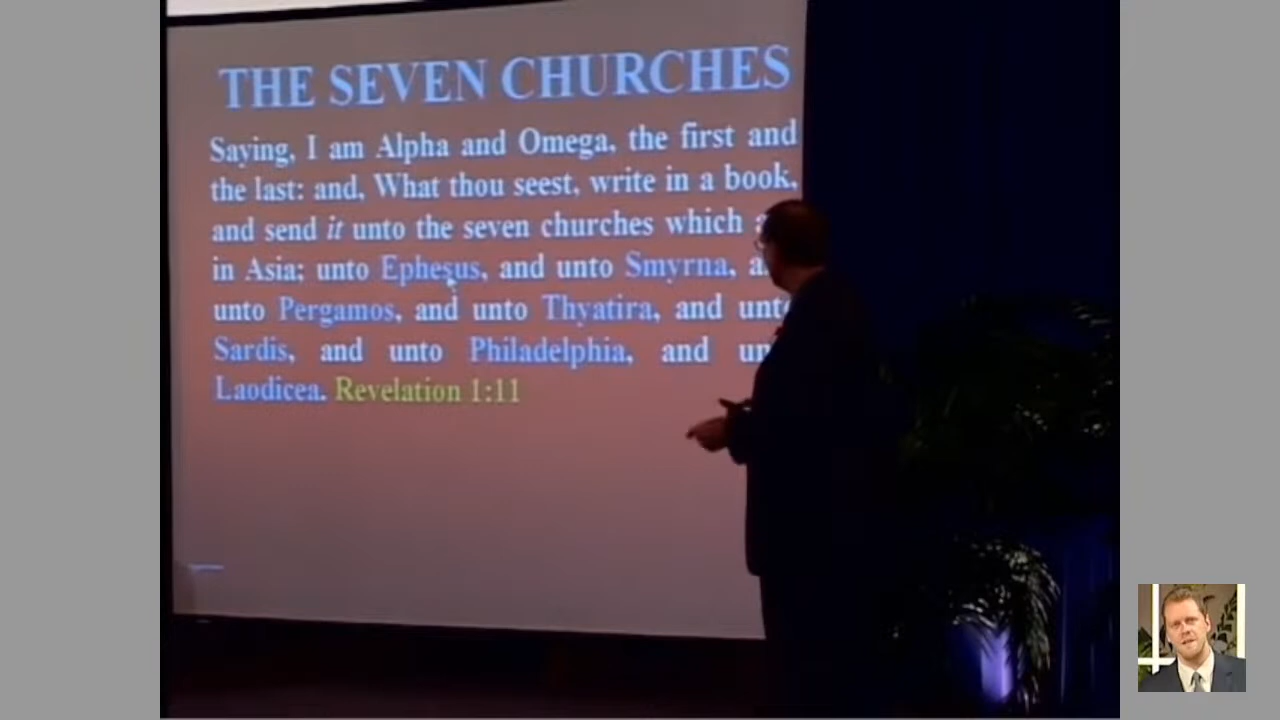 THE SEVEN CHURCHES
Saying, I am Alpha and Omega, the first and
the last: and, What thou seest, write in a book,
and send it unto the seven churches which
in Asia; unto Ephesus, and unto Smyrna,
unto Pergamos, and unto Thyatira, and unto
Sardis, and unto Philadelphia, and
Laodicea. Revelation 1:11